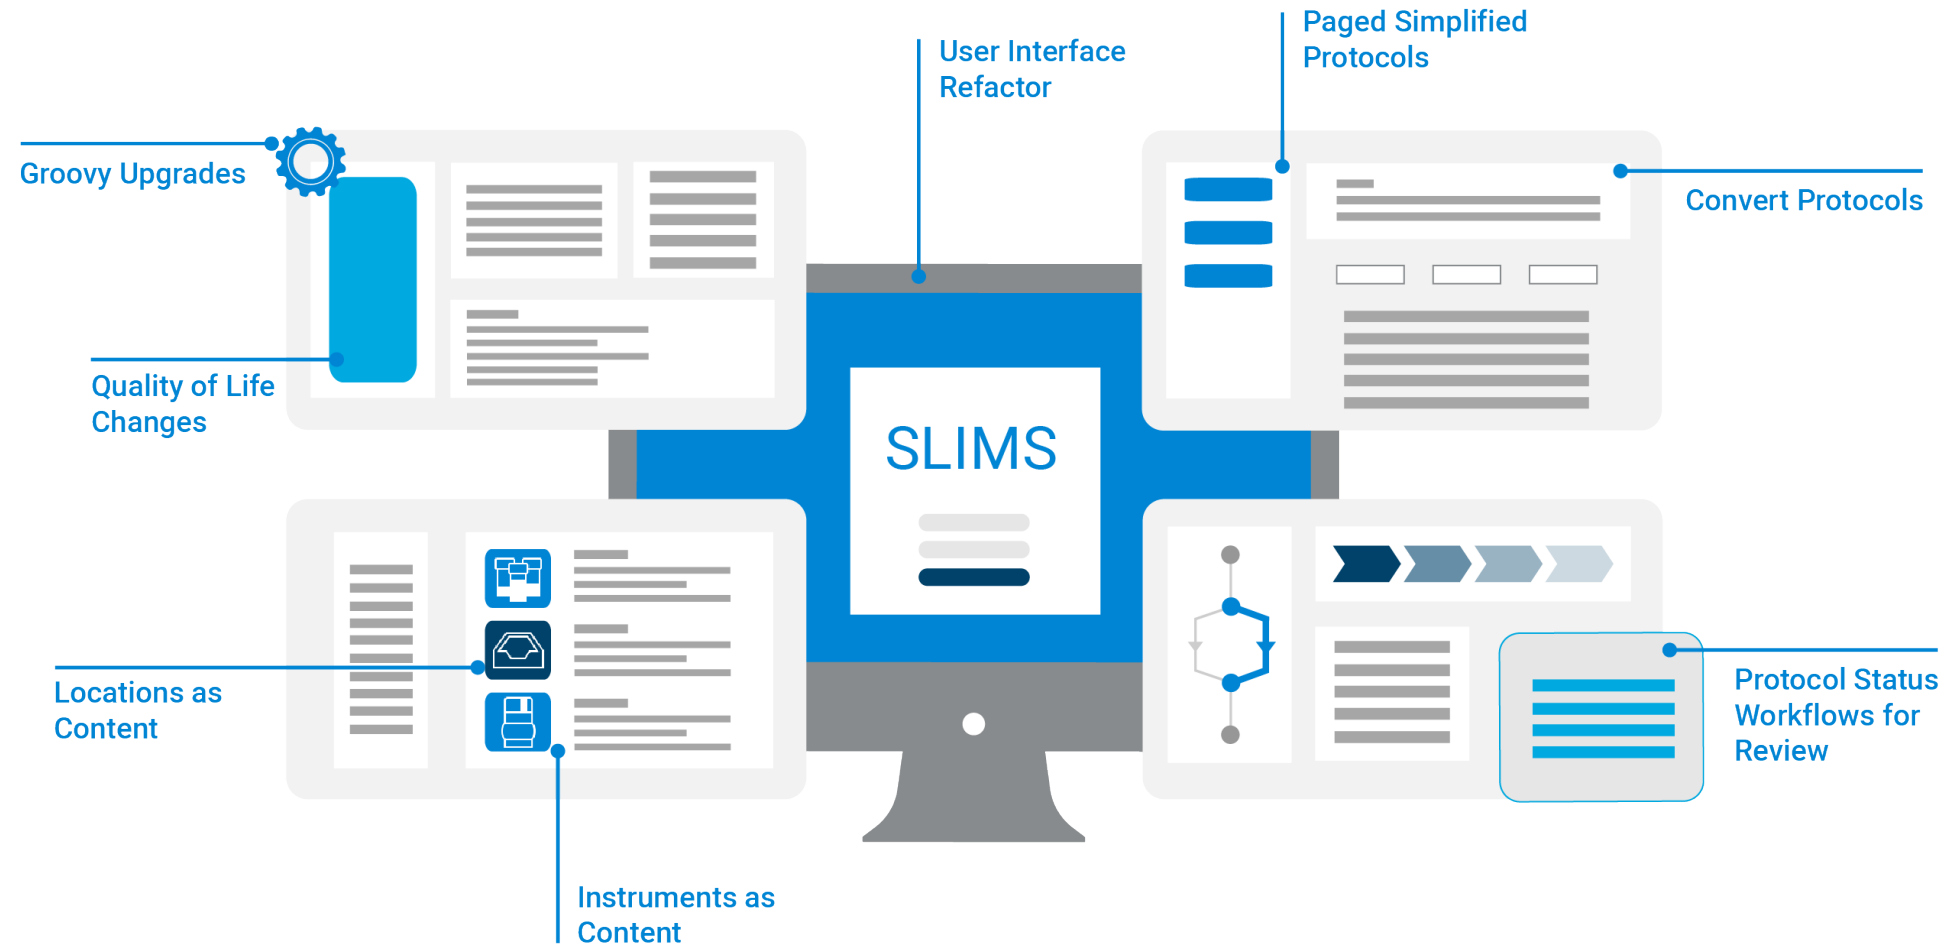 Paged Simplified
Protocols
User Interface
Refactor
Groovy Upgrades
Convert Protocols
Quality of Life
Changes
SLIMS
Locations as
Content
Protocol Status
Workflows for
Review
Instruments as
Content